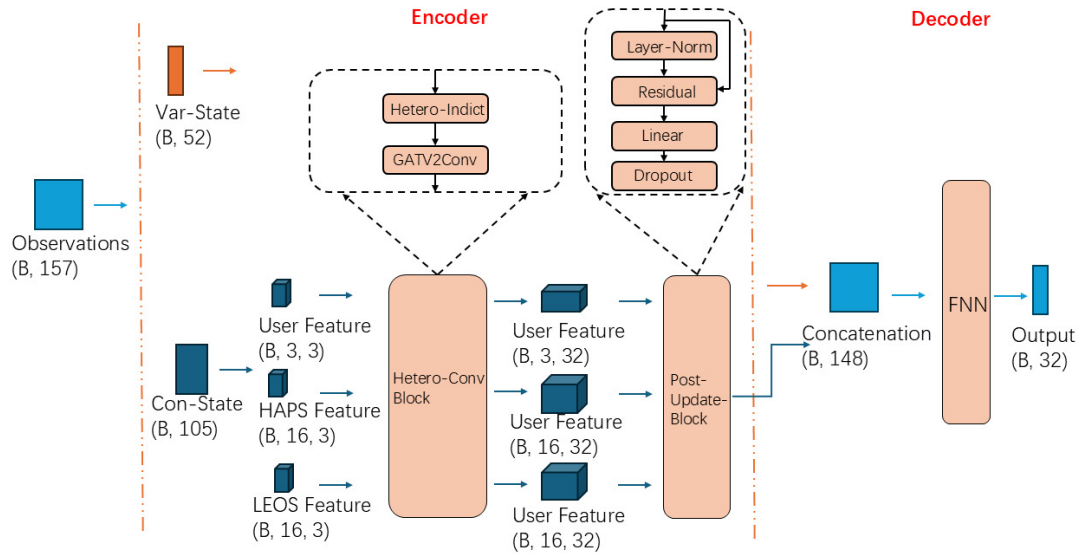 Encoder
Decoder
Var-State
(B, 52)
Observations
(B, 157)
Con-State
(B, 105)
User Feature
(B, 3, 3)
HAPS Feature
(B, 16, 3)
LEOS Feature
(B, 16, 3)
Hetero-Indict
GATV2Conv
Hetero-Conv
Block
User Feature
(B, 3, 32)
User Feature
(B, 16, 32)
User Feature
(B, 16, 32)
Layer-Norm
Residual
Linear
Dropout
Post-
Update-
Block
Concatenation
(B, 148)
FNN
Output
(B, 32)